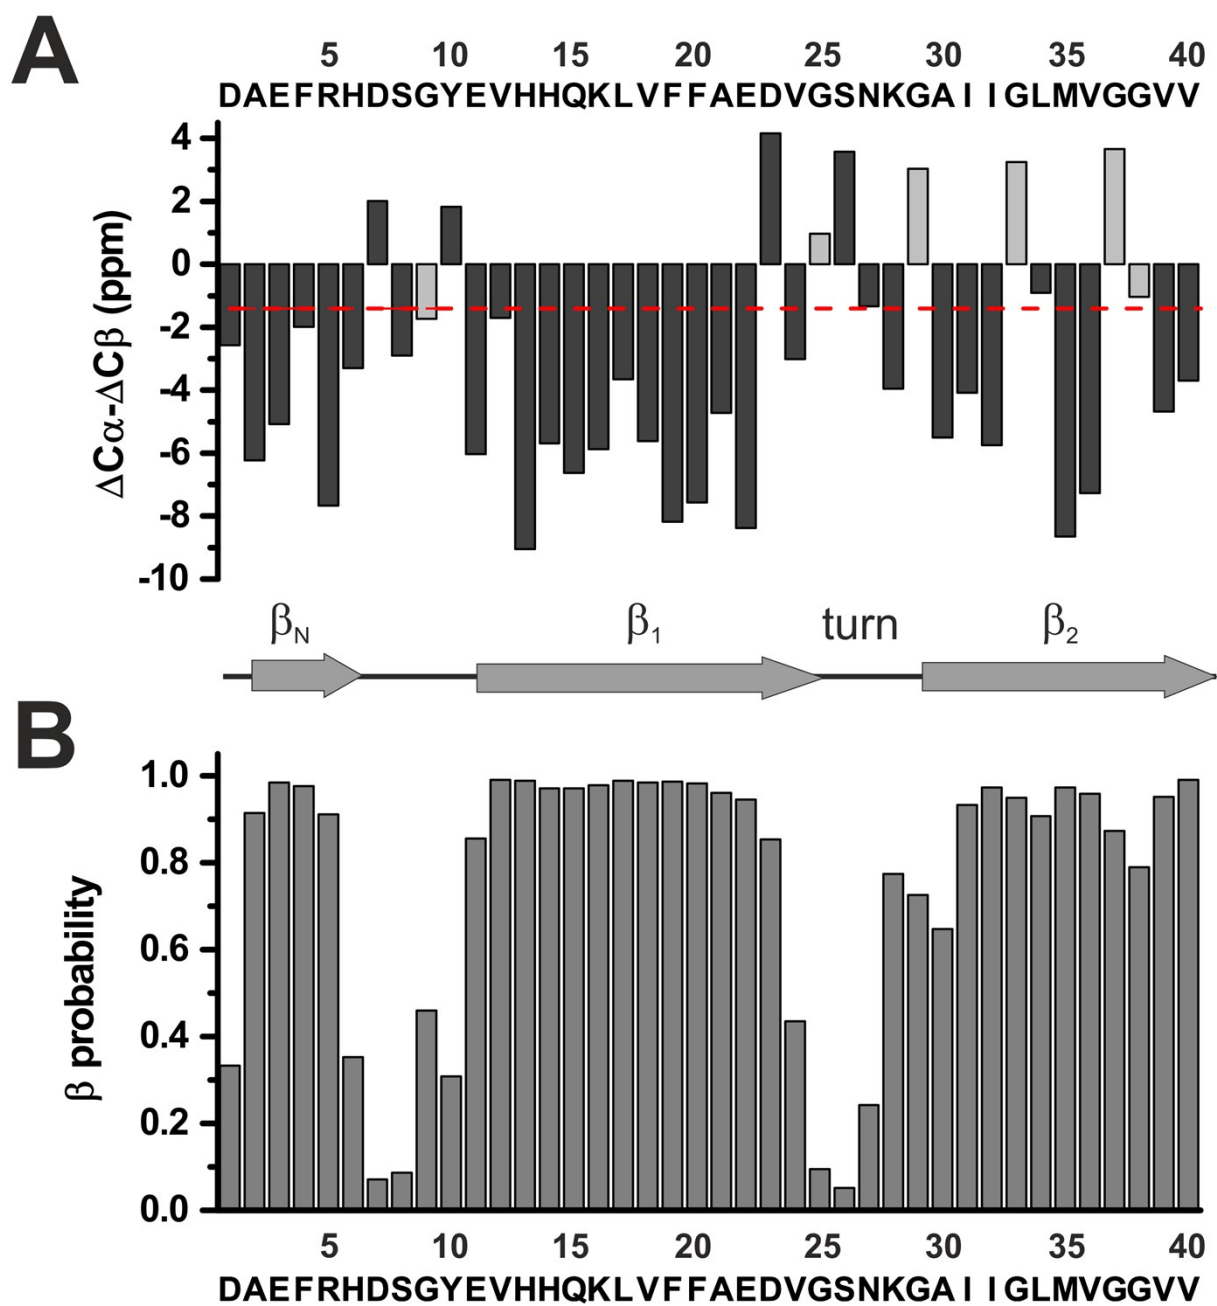 A
5 10 15 20 25 30 35 40
DAEFRHDSGYEVHHQKLVFFAEDVGSNKGAIIGLMVGGVV
4
2
0
-2
-4
-6
-8
-10
ΔCα-ΔCβ (ppm)
βN β1 turn β2
B
1.0
0.8
0.6
0.4
0.2
0.0
β probability
5 10 15 20 25 30 35 40
DAEFRHDSGYEVHHQKLVFFAEDVGSNKGAIIGLMVGGVV